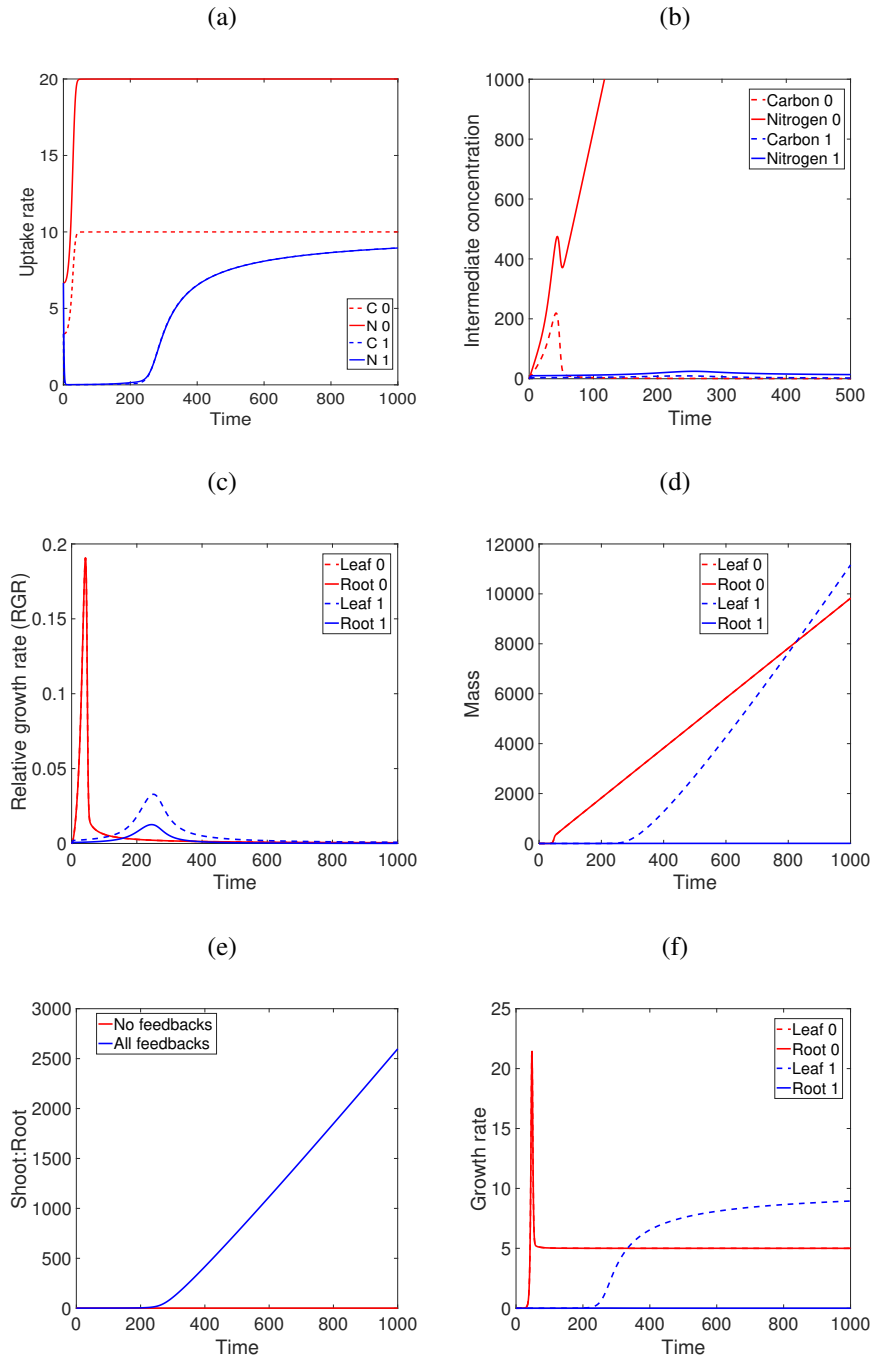 (a)
Uptake rate
20
15
10
5
0
0 200 400 600 800 1000
Time
C 0
N 0
C 1
N 1
(b)
Intermediate concentration
1000
800
600
400
200
0
0 100 200 300 400 500
Time
Carbon 0
Nitrogen 0
Carbon 1
Nitrogen 1
(c)
Relative growth rate (RGR)
0.2
0.15
0.1
0.05
0
0 200 400 600 800 1000
Time
Leaf 0
Root 0
Leaf 1
Root 1
(d)
Mass
12000
10000
8000
6000
4000
2000
0
0 200 400 600 800 1000
Time
Leaf 0
Root 0
Leaf 1
Root 1
(e)
Shoot:Root
3000
2500
2000
1500
1000
500
0
0 200 400 600 800 1000
Time
No feedbacks
All feedbacks
(f)
Growth rate
25
20
15
10
5
0
0 200 400 600 800 1000
Time
Leaf 0
Root 0
Leaf 1
Root 1